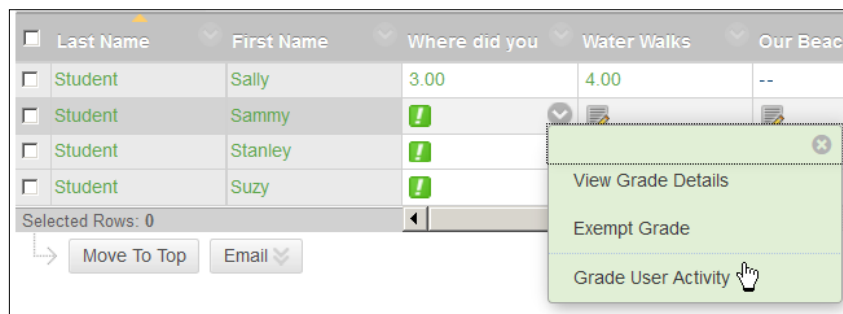 Last Name First Name Where did you Water Walks Our Beac
Student Sally 3.00 4.00 --
Student Sammy
Student Stanley
Student Suzy
View Grade Details
Exempt Grade
Grade User Activity
Selected Rows: 0
Move To Top Email